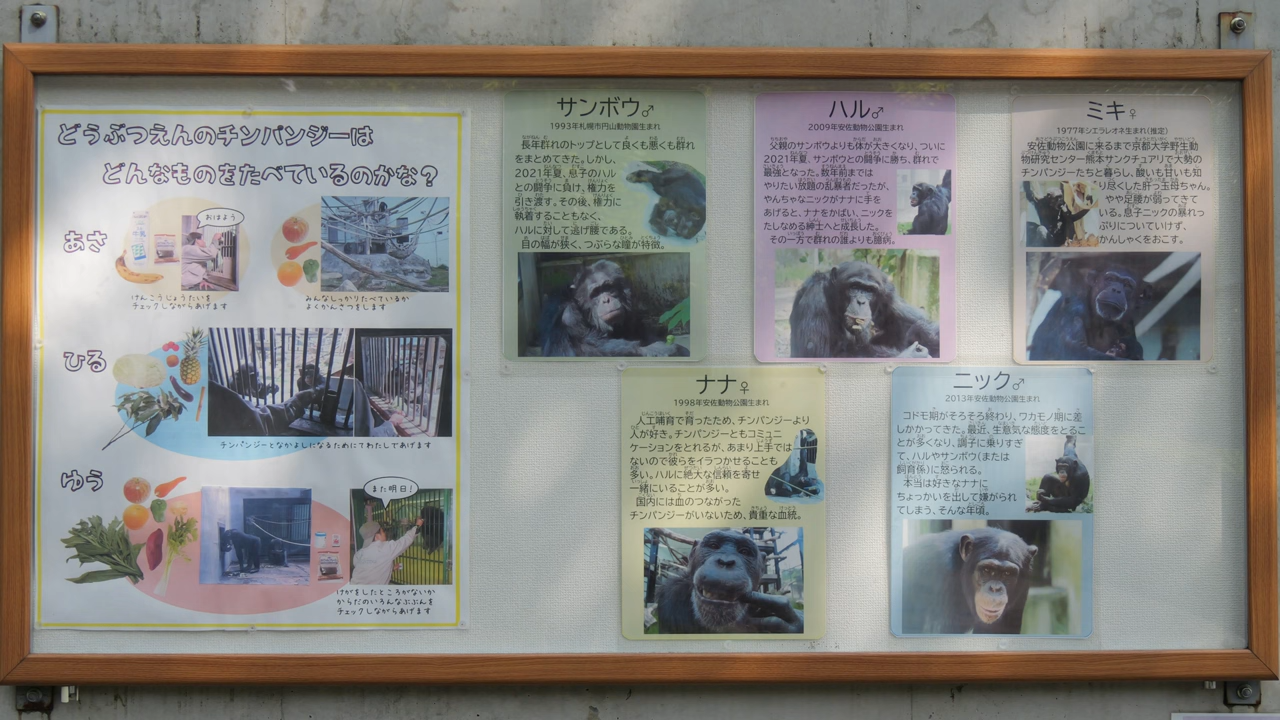 どうぶつえんのチンパンジーは
どんなものをたべているのかな？
あさ
おはよう
けんこうじょうたいを
チェックしながらあげます
みんなしっかりたべているか
よくかんさつをします
ひる
チンパンジーとなかよしになるためにてわたしであげます
ゆう
また明日！
けがをしたところがないか
からだのいろんなぶぶんを
チェックしながらあげます
サンボウ♂
1993年札幌市円山動物園生まれ
長年群れのトップとして良くも悪くも群れ
をまとめてきた。しかし、
2021年夏、息子のハル
との闘争に負け、権力を
引き渡す。その後、権力に
執着することもなく、
ハルに対して逃げ腰である。
目の幅が狭く、つぶらな瞳が特徴。
ハル♂
2009年安佐動物公園生まれ
父親のサンボウよりも体が大きくなり、ついに
2021年夏、サンボウとの闘争に勝ち、群れで
最強となった。数年前までは
やりたい放題の乱暴者だったが、
やんちゃなニックがナナに手を
あげると、ナナをかばい、ニックを
たしなめる紳士へと成長した。
その一方で群れの誰よりも臆病。
ミキ♀
1977年シエラレオネ生まれ(推定)
安佐動物公園に来るまで京都大学野生動
物研究センター熊本サンクチュアリで大勢の
チンパンジーたちと暮らし、酸いも甘いも知
り尽くした肝っ玉母ちゃん。
やや足腰が弱ってきて
いる。息子ニックの暴れっ
ぷりについていけず、
かんしゃくをおこす。
ナナ♀
1998年安佐動物公園生まれ
人工哺育で育ったため、チンパンジーより
人が好き。チンパンジーともコミュニ
ケーションをとれるが、あまり上手では
ないので彼らをイラつかせることも
多い。ハルに絶大な信頼を寄せ
一緒にいることが多い。
国内には血のつながった
チンパンジーがいないため、貴重な血統。
ニック♂
2013年安佐動物公園生まれ
コドモ期がそろそろ終わり、ワカモノ期に差
しかかってきた。最近、生意気な態度をとるこ
とが多くなり、調子に乗りすぎ
て、ハルやサンボウ(または
飼育係)に怒られる。
本当は好きなナナに
ちょっかいを出して嫌がられ
てしまう、そんな年頃。